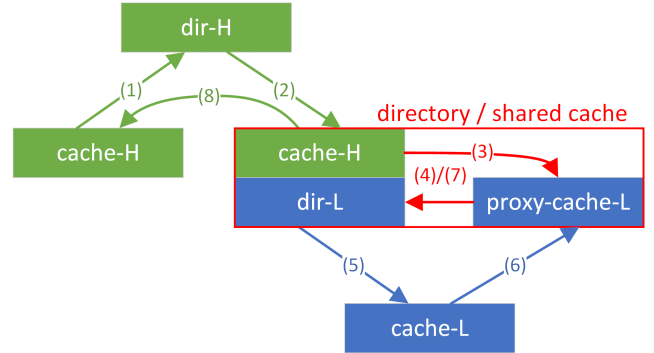 dir-H
(1)
(8)
(2)
directory / shared cache
cache-H
cache-H
(3)
(4)/(7)
dir-L
proxy-cache-L
(5)
(6)
cache-L